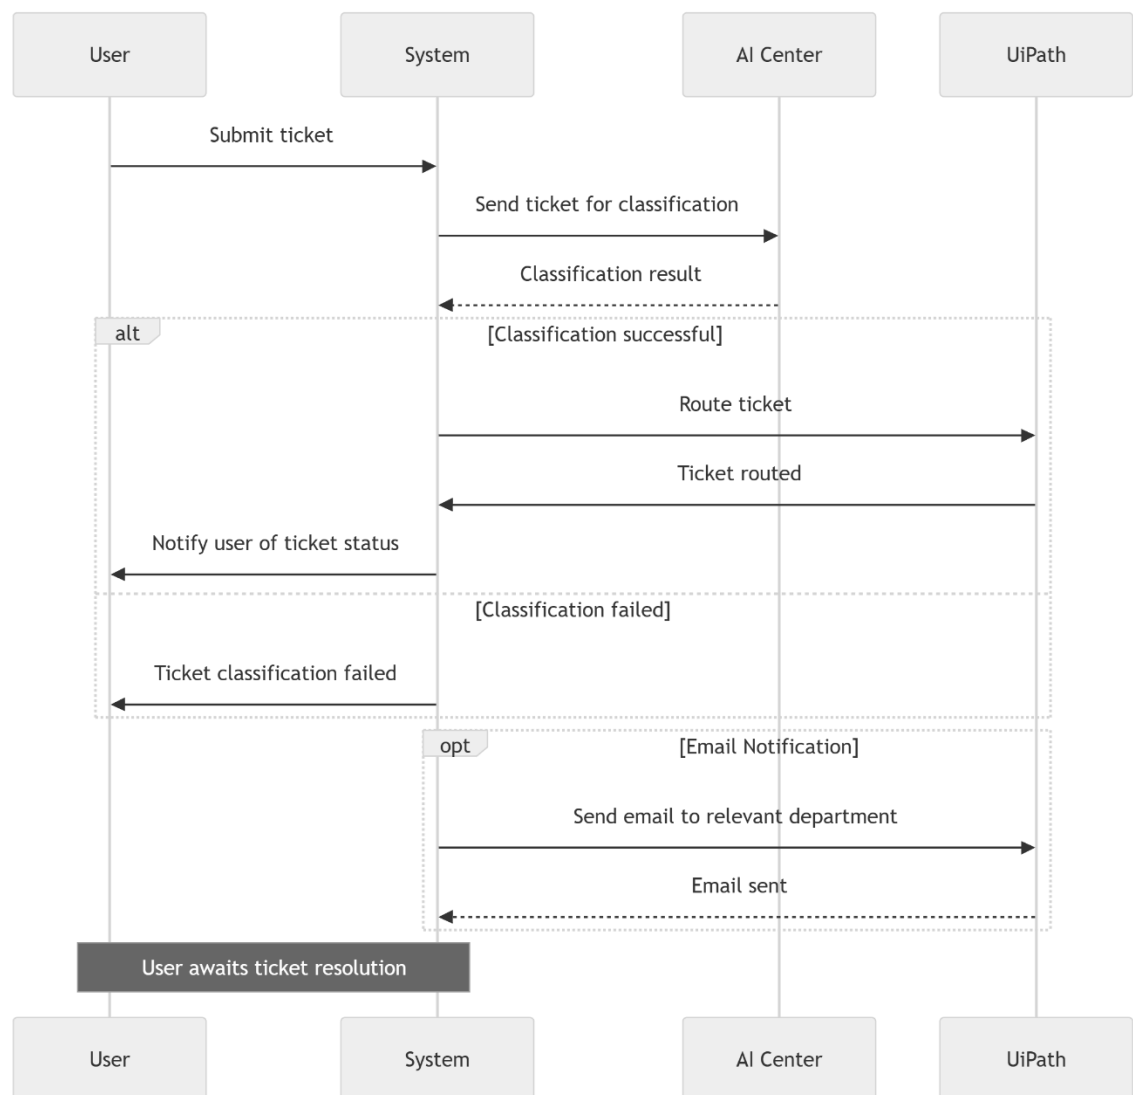 User
System
AI Center
UiPath
Submit ticket
Send ticket for classification
Classification result
alt
[Classification successful]
Route ticket
Ticket routed
Notify user of ticket status
[Classification failed]
Ticket classification failed
opt
[Email Notification]
Send email to relevant department
Email sent
User awaits ticket resolution
User
System
AI Center
UiPath